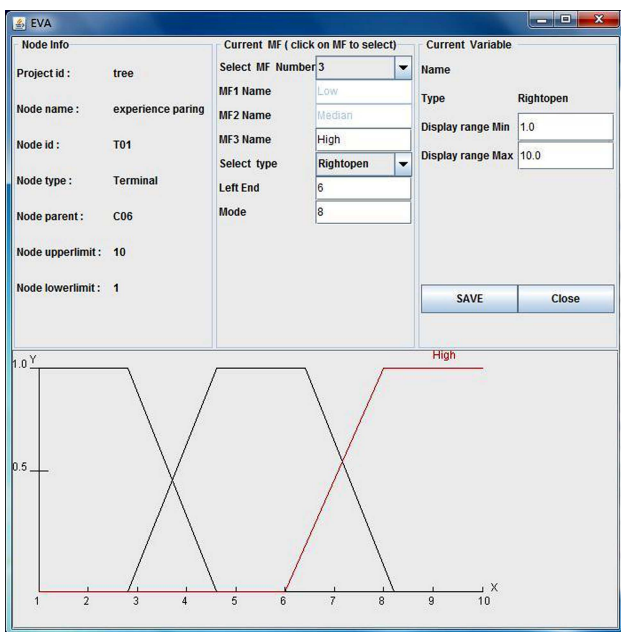 EVA
Node Info
Project id : tree
Node name : experience paring
Node id : T01
Node type : Terminal
Node parent : C06
Node upperlimit : 10
Node lowerlimit : 1
Current MF ( click on MF to select)
Select MF Number 3
MF1 Name Low
MF2 Name Median
MF3 Name High
Select type Rightopen
Left End 6
Mode 8
Current Variable
Name
Type Rightopen
Display range Min 1.0
Display range Max 10.0
SAVE Close
High
Y
1.0
0.5
X
1 2 3 4 5 6 7 8 9 10